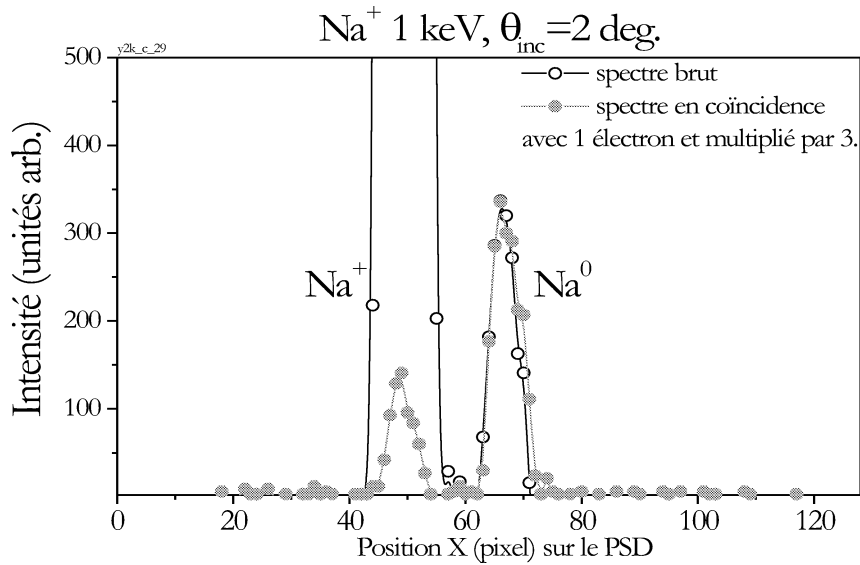 Na+ 1 keV, θinc=2 deg.
y2k_c_29
500
400
300
200
100
Intensité (unités arb.)
spectre brut
spectre en coïncidence
avec 1 électron et multiplié par 3.
Na+
Na0
0 20 40 60 80 100 120
Position X (pixel) sur le PSD